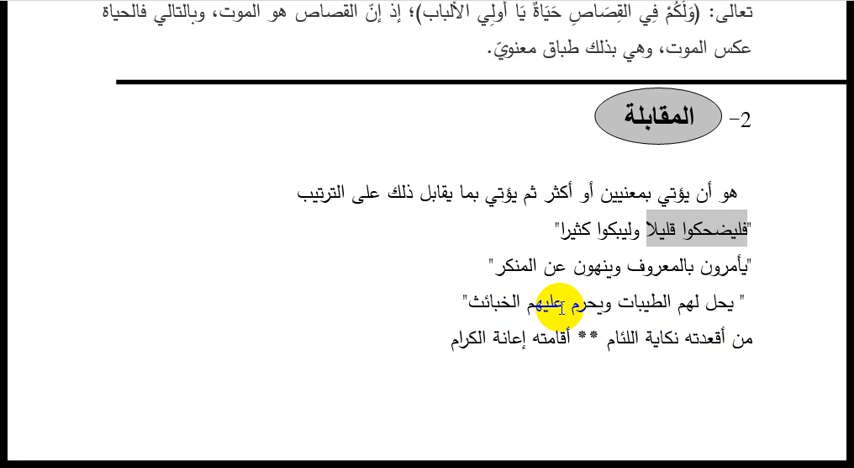 تعالى: (وَلَكُمْ فِي القِصَاصِ حَيَاةٌ يَا أولِي الألباب)؛ إذ إنّ القصاص هو الموت، وبالتالي فالحياة
عكس الموت، وهي بذلك طباق معنويّ.
2- المقابلة
هو أن يؤتي بمعنيين أو أكثر ثم يؤتي بما يقابل ذلك على الترتيب
"فليضحكوا قليلا وليبكوا كثيرا"
"يأمرون بالمعروف وينهون عن المنكر"
" يحل لهم الطيبات ويحرم عليهم الخبائث"
من أقعدته نكاية اللئام ** أقامته إعانة الكرام